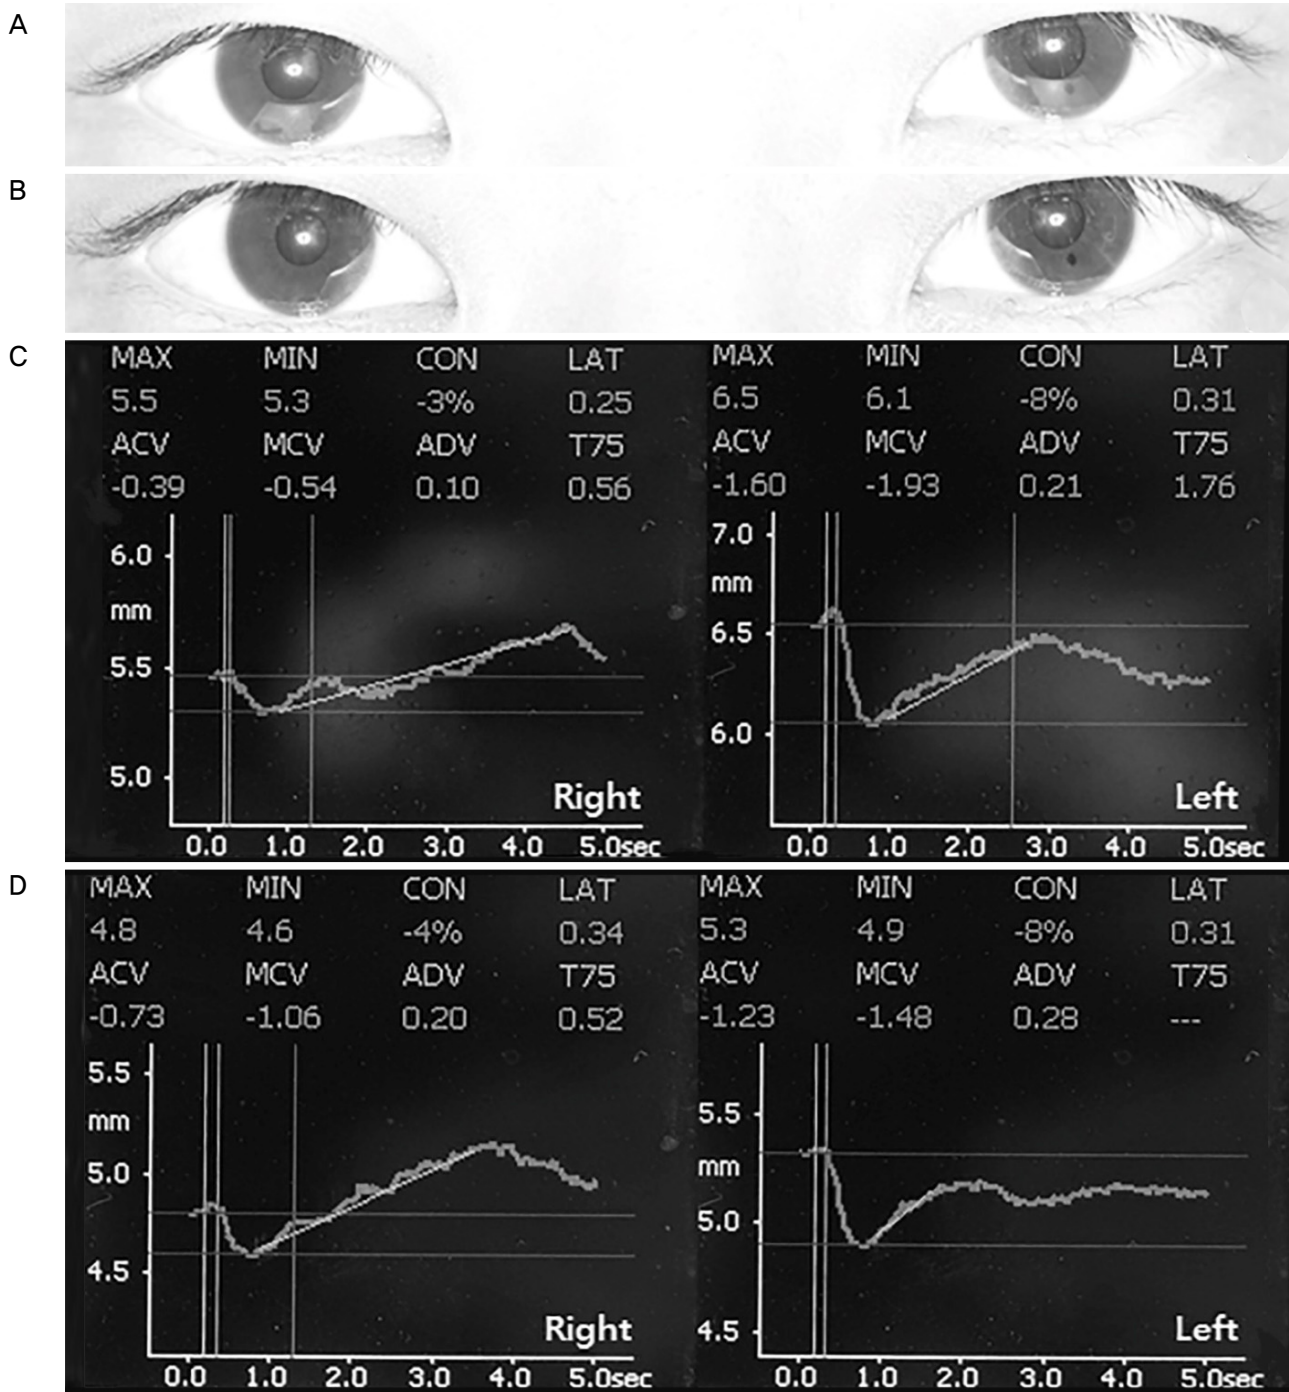 A
B
C
MAX MIN CON LAT
5.5 5.3 -3% 0.25
ACV MCV ADV T75
-0.39 -0.54 0.10 0.56
6.0
mm
5.5
5.0
Right
0.0 1.0 2.0 3.0 4.0 5.0sec
MAX MIN CON LAT
6.5 6.1 -8% 0.31
ACV MCV ADV T75
-1.60 -1.93 0.21 1.76
7.0
mm
6.5
6.0
Left
0.0 1.0 2.0 3.0 4.0 5.0sec
D
MAX MIN CON LAT
4.8 4.6 -4% 0.34
ACV MCV ADV T75
-0.73 -1.06 0.20 0.52
5.5
mm
5.0
4.5
Right
0.0 1.0 2.0 3.0 4.0 5.0sec
MAX MIN CON LAT
5.3 4.9 -8% 0.31
ACV MCV ADV T75
-1.23 -1.48 0.28 ---
5.5
mm
5.0
4.5
Left
0.0 1.0 2.0 3.0 4.0 5.0sec